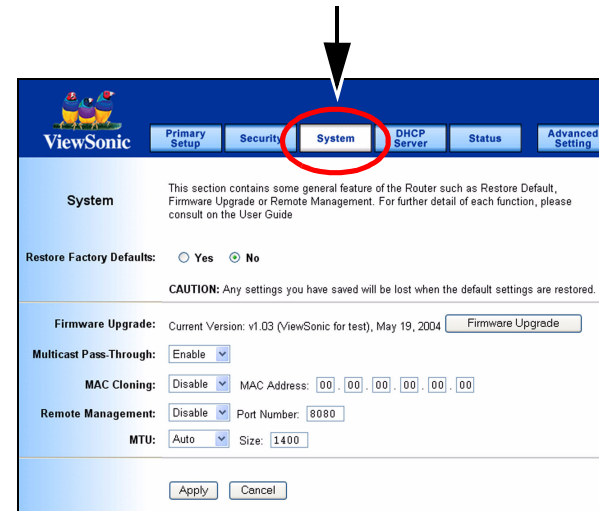 ViewSonic
Primary Setup
Security
System
DHCP Server
Status
Advanced Setting
System
This section contains some general feature of the Router such as Restore Default,
Firmware Upgrade or Remote Management. For further detail of each function, please
consult on the User Guide
Restore Factory Defaults: Yes No
CAUTION: Any settings you have saved will be lost when the default settings are restored.
Firmware Upgrade: Current Version: v1.03 (ViewSonic for test), May 19, 2004 Firmware Upgrade
Multicast Pass-Through: Enable
MAC Cloning: Disable MAC Address: 00 . 00 . 00 . 00 . 00 . 00
Remote Management: Disable Port Number: 8080
MTU: Auto Size: 1400
Apply Cancel